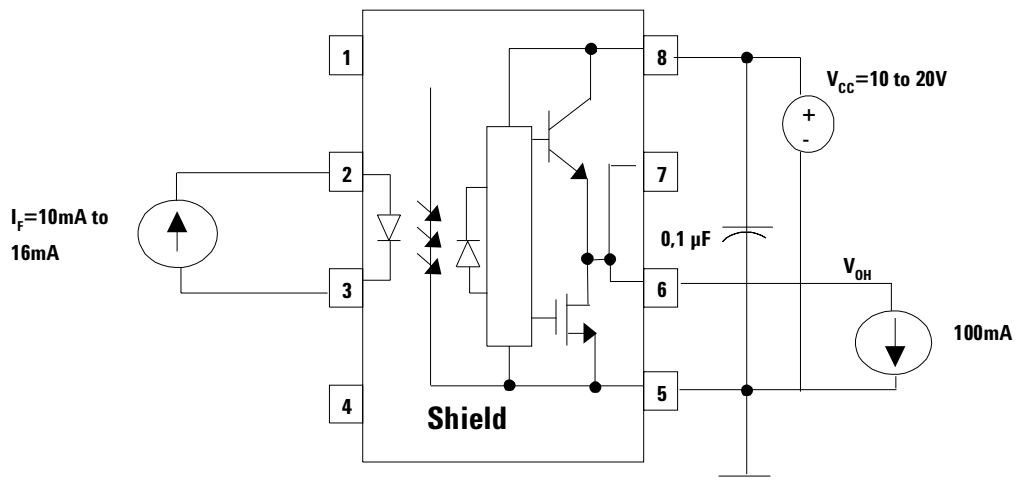 1
8
V_CC=10 to 20V
+
-
2
7
I_F=10mA to
16mA
0,1 µF
V_OH
3
6
100mA
4
5
Shield